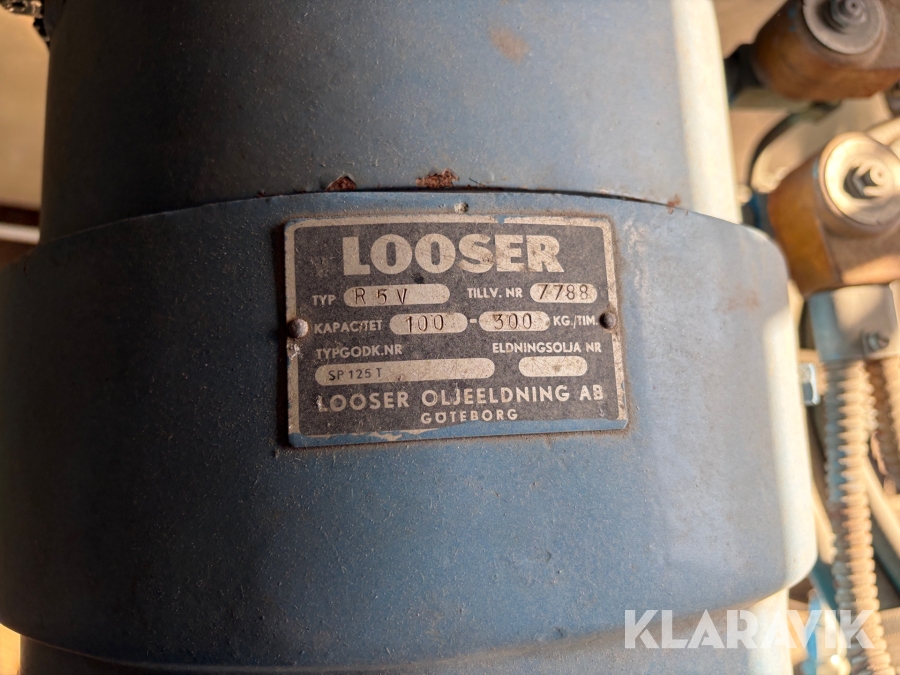 LOOSER
TYP R 5 V TILLV. NR 7788
KAPACITET 100 - 300 KG./TIM.
TYPGODK.NR ELDNINGSOLJA NR
SP 125 T
LOOSER OLJEELDNING AB
GÖTEBORG
KLARAVIK